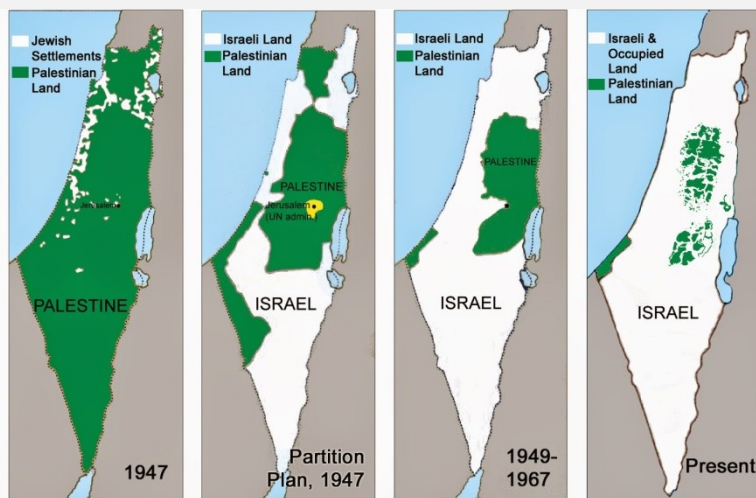 Jewish
Settlements
Palestinian
Land
Jerusalem
PALESTINE
1947
Israeli Land
Palestinian Land
PALESTINE
Jerusalem
(UN admin.)
ISRAEL
Partition
Plan, 1947
Israeli Land
Palestinian Land
PALESTINE
ISRAEL
1949-
1967
Israeli &
Occupied
Land
Palestinian
Land
ISRAEL
Present